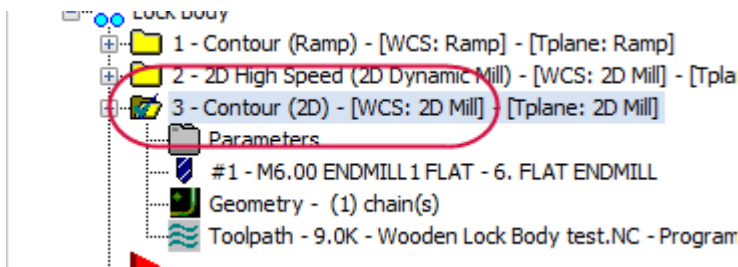 Lock Body
1 - Contour (Ramp) - [WCS: Ramp] - [Tplane: Ramp]
2 - 2D High Speed (2D Dynamic Mill) - [WCS: 2D Mill] - [Tpla
3 - Contour (2D) - [WCS: 2D Mill] - [Tplane: 2D Mill]
Parameters
#1 - M6.00 ENDMILL1 FLAT - 6. FLAT ENDMILL
Geometry - (1) chain(s)
Toolpath - 9.0K - Wooden Lock Body test.NC - Program